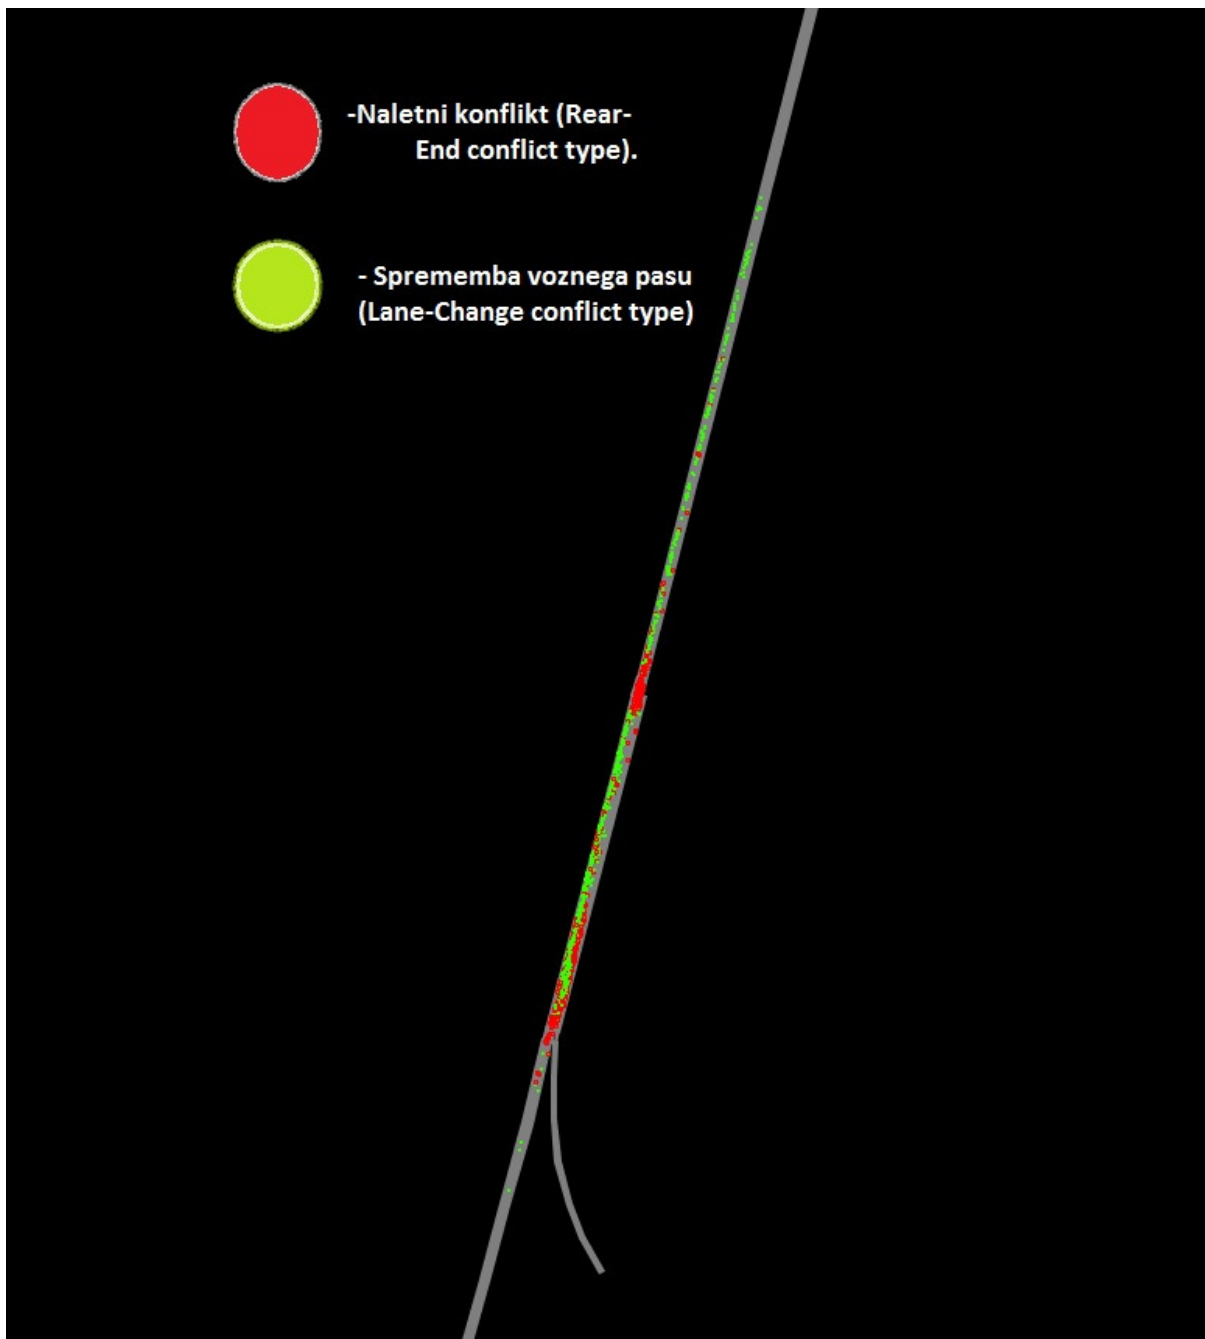 -Naletni konflikt (Rear-
End conflict type).
- Sprememba voznega pasu
(Lane-Change conflict type)